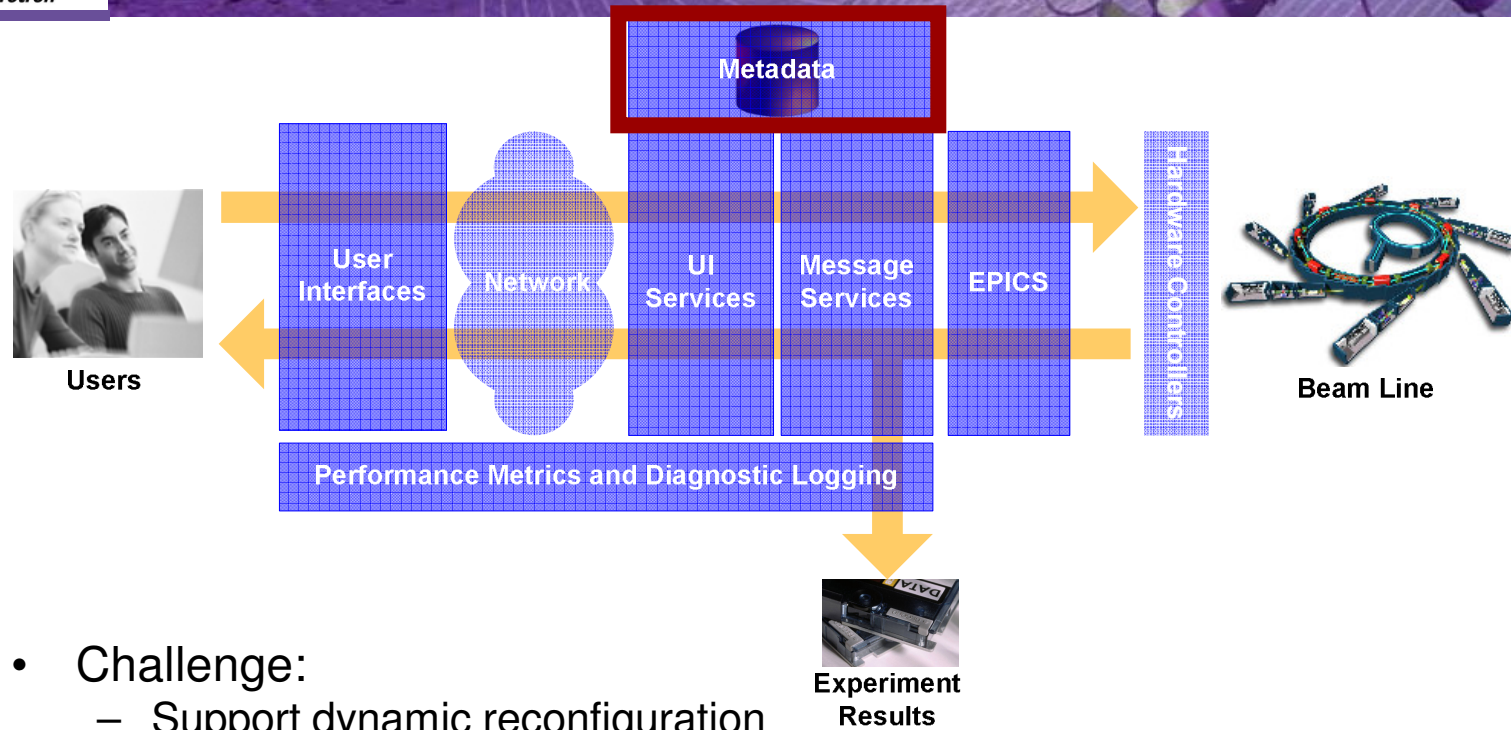 Metadata
User
Interfaces
Network
UI
Services
Message
Services
EPICS
Hardware Controllers
Users
Beam Line
Performance Metrics and Diagnostic Logging
DATA
Experiment
Results
• Challenge:
– Support dynamic reconfiguration